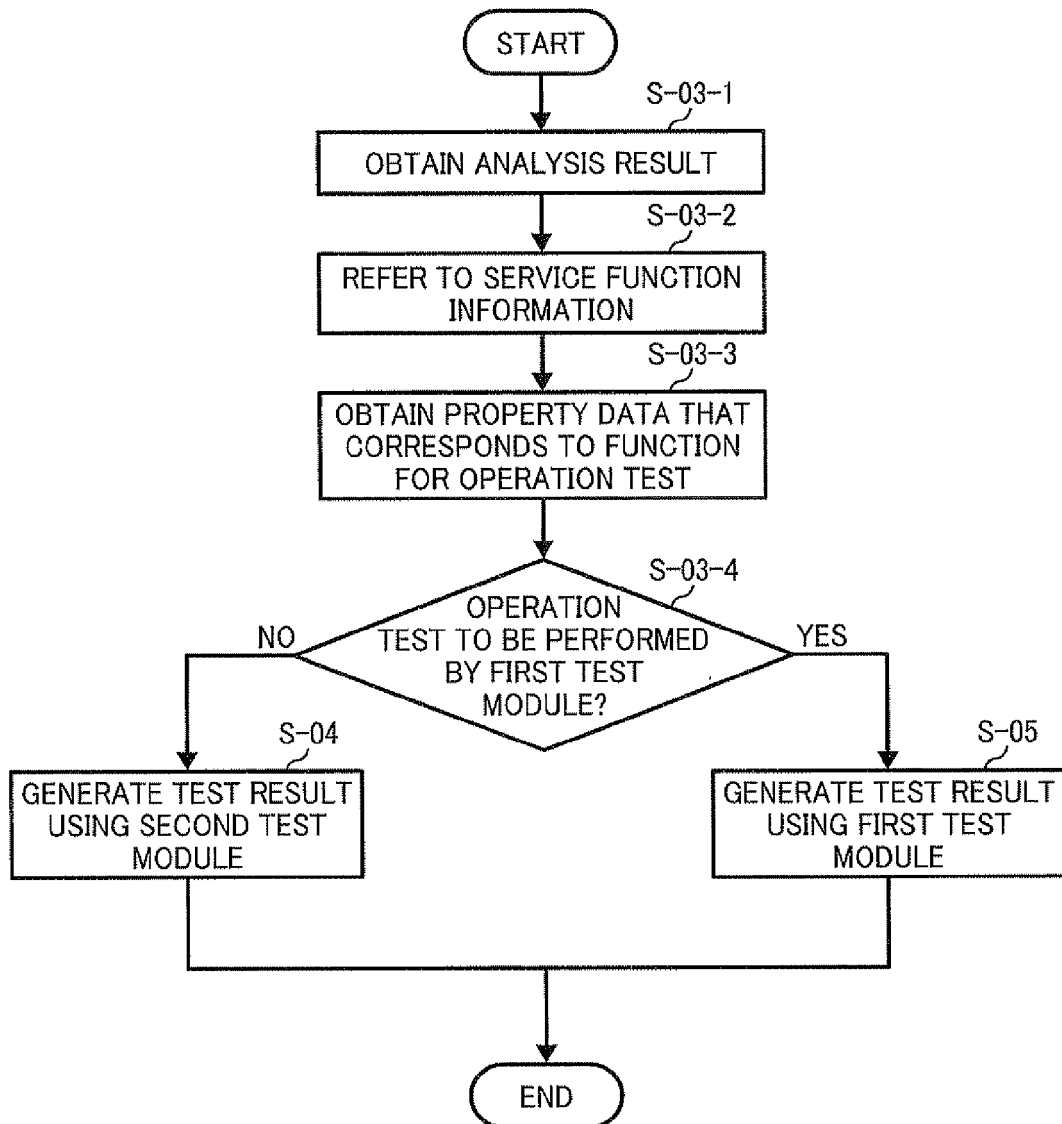 START
S-03-1
OBTAIN ANALYSIS RESULT
S-03-2
REFER TO SERVICE FUNCTION
INFORMATION
S-03-3
OBTAIN PROPERTY DATA THAT
CORRESPONDS TO FUNCTION
FOR OPERATION TEST
S-03-4
OPERATION
TEST TO BE PERFORMED
BY FIRST TEST
MODULE?
NO
YES
S-04
GENERATE TEST RESULT
USING SECOND TEST
MODULE
S-05
GENERATE TEST RESULT
USING FIRST TEST
MODULE
END